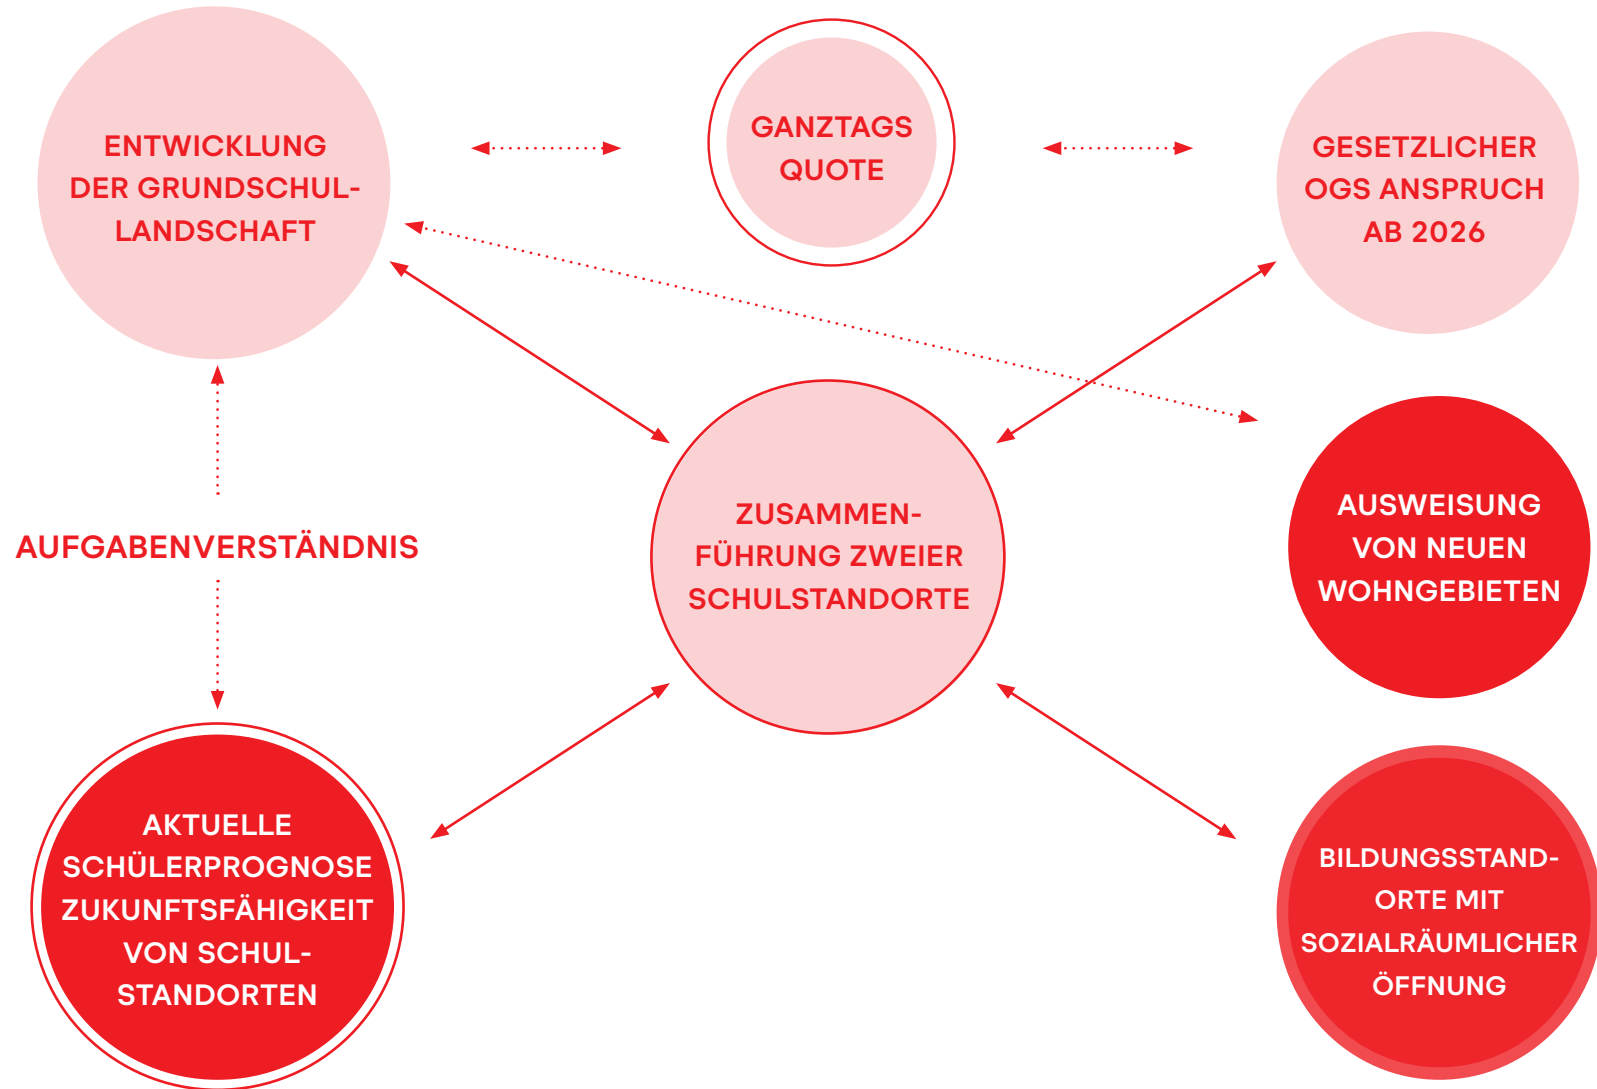 ENTWICKLUNG
DER GRUNDSCHUL-
LANDSCHAFT
GANZTAGS
QUOTE
GESETZLICHER
OGS ANSPRUCH
AB 2026
AUFGABENVERSTÄNDNIS
ZUSAMMEN-
FÜHRUNG ZWEIER
SCHULSTANDORTE
AUSWEISUNG
VON NEUEN
WOHNGEBIETEN
AKTUELLE
SCHÜLERPROGNOSE
ZUKUNFTSFÄHIGKEIT
VON SCHUL-
STANDORTEN
BILDUNGSSTAND-
ORTE MIT
SOZIALRÄUMLICHER
ÖFFNUNG